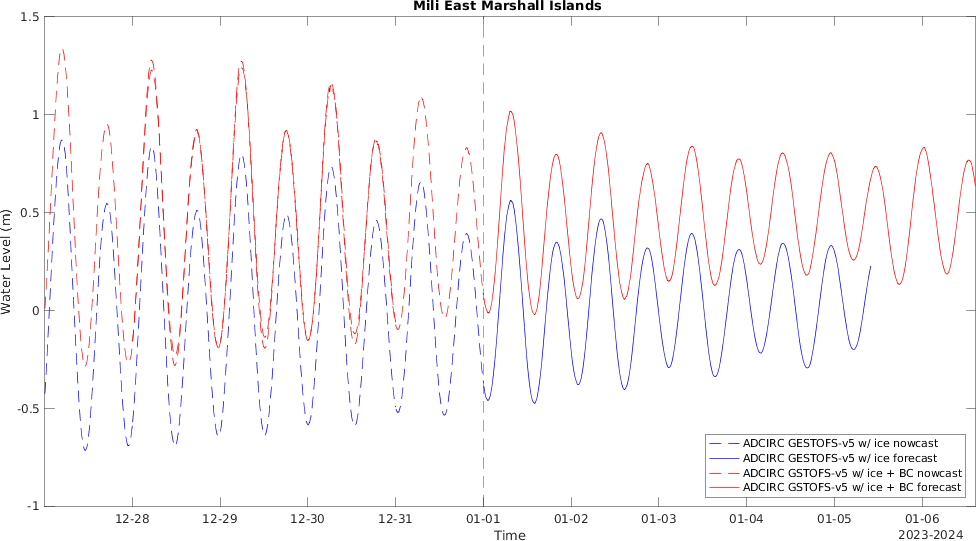 Mili East Marshall Islands
1.5
1
0.5
0
-0.5
-1
Water Level (m)
12-28
12-29
12-30
12-31
01-01
01-02
01-03
01-04
01-05
01-06
Time
2023-2024
ADCIRC GESTOFS-v5 w/ ice nowcast
ADCIRC GESTOFS-v5 w/ ice forecast
ADCIRC GSTOFS-v5 w/ ice + BC nowcast
ADCIRC GSTOFS-v5 w/ ice + BC forecast